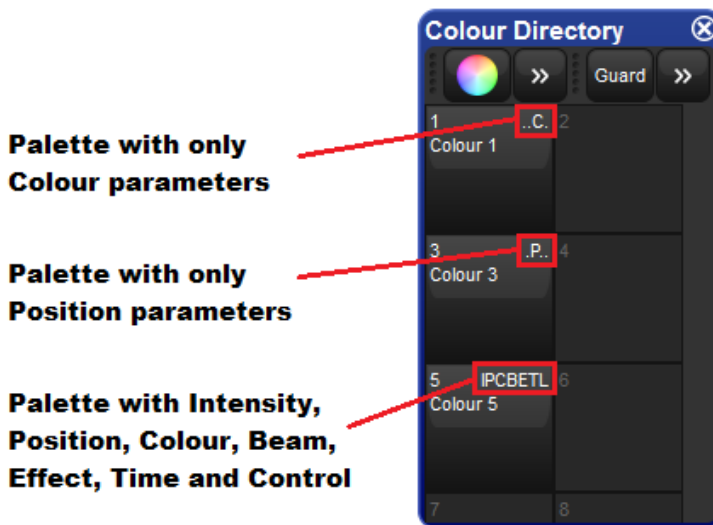 Colour Directory
»
Guard
»
1
..C.
2
Colour 1
Palette with only
Colour parameters
3
.P..
4
Colour 3
Palette with only
Position parameters
5
IPCBETL
6
Colour 5
Palette with Intensity,
Position, Colour, Beam,
Effect, Time and Control
7
8